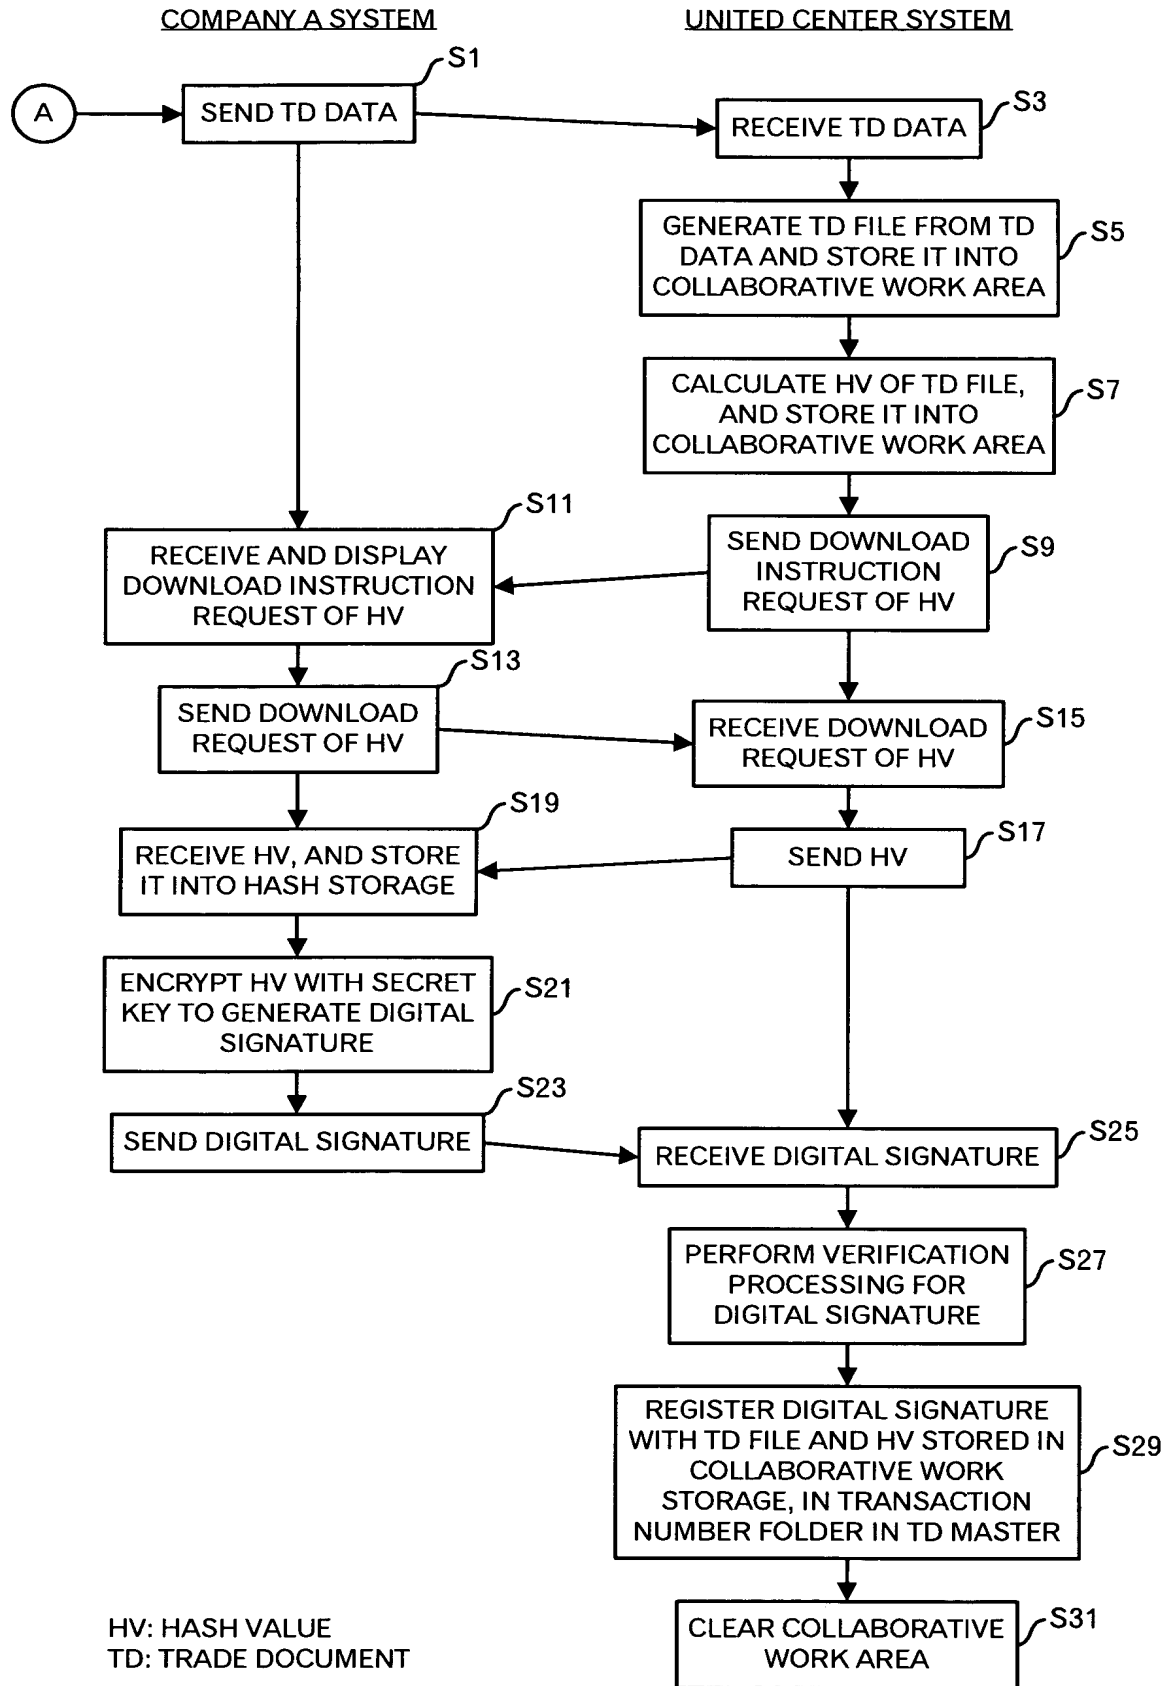 COMPANY A SYSTEM
UNITED CENTER SYSTEM
A
SEND TD DATA
S1
RECEIVE TD DATA
S3
GENERATE TD FILE FROM TD
DATA AND STORE IT INTO
COLLABORATIVE WORK AREA
S5
CALCULATE HV OF TD FILE,
AND STORE IT INTO
COLLABORATIVE WORK AREA
S7
RECEIVE AND DISPLAY
DOWNLOAD INSTRUCTION
REQUEST OF HV
S11
SEND DOWNLOAD
INSTRUCTION
REQUEST OF HV
S9
SEND DOWNLOAD
REQUEST OF HV
S13
RECEIVE DOWNLOAD
REQUEST OF HV
S15
RECEIVE HV, AND STORE
IT INTO HASH STORAGE
S19
SEND HV
S17
ENCRYPT HV WITH SECRET
KEY TO GENERATE DIGITAL
SIGNATURE
S21
SEND DIGITAL SIGNATURE
S23
RECEIVE DIGITAL SIGNATURE
S25
PERFORM VERIFICATION
PROCESSING FOR
DIGITAL SIGNATURE
S27
REGISTER DIGITAL SIGNATURE
WITH TD FILE AND HV STORED IN
COLLABORATIVE WORK
STORAGE, IN TRANSACTION
NUMBER FOLDER IN TD MASTER
S29
CLEAR COLLABORATIVE
WORK AREA
S31
HV: HASH VALUE
TD: TRADE DOCUMENT